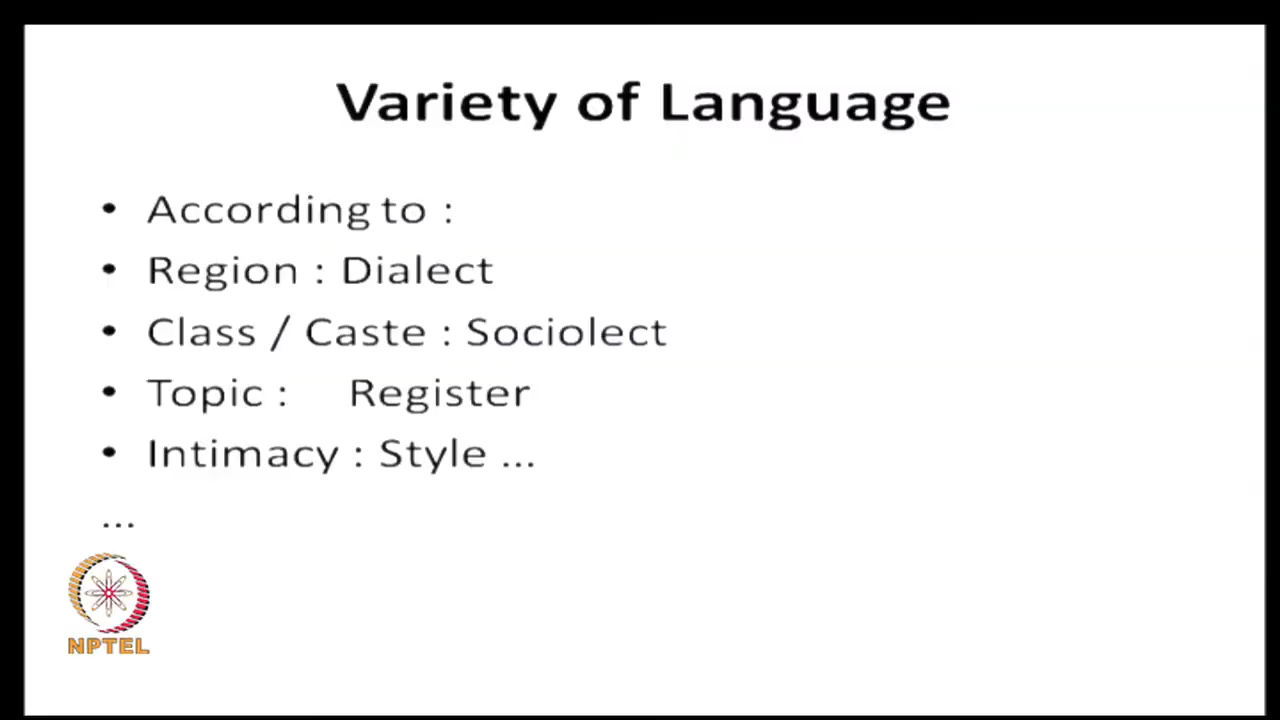 Variety of Language
• According to :
• Region : Dialect
• Class / Caste : Sociolect
• Topic : Register
• Intimacy : Style ...
...
NPTEL